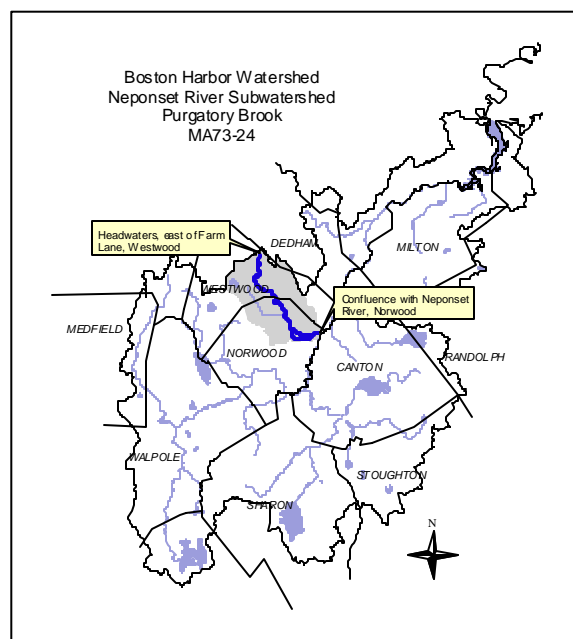 Boston Harbor Watershed
Neponset River Subwatershed
Purgatory Brook
MA73-24
Headwaters, east of Farm
Lane, Westwood
DEDHAM
MILTON
WESTWOOD
Confluence with Neponset
River, Norwood
MEDFIELD
NORWOOD
CANTON
RANDOLPH
WALPOLE
STOUGHTON
SHARON
N